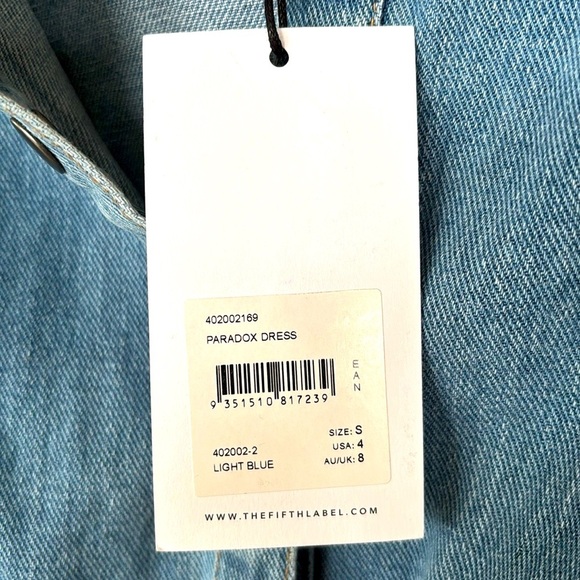 402002169
PARADOX DRESS
EAN
9 351510 817239
402002-2
LIGHT BLUE
SIZE: S
USA: 4
AU/UK: 8
WWW.THEFIFTHLABEL.COM